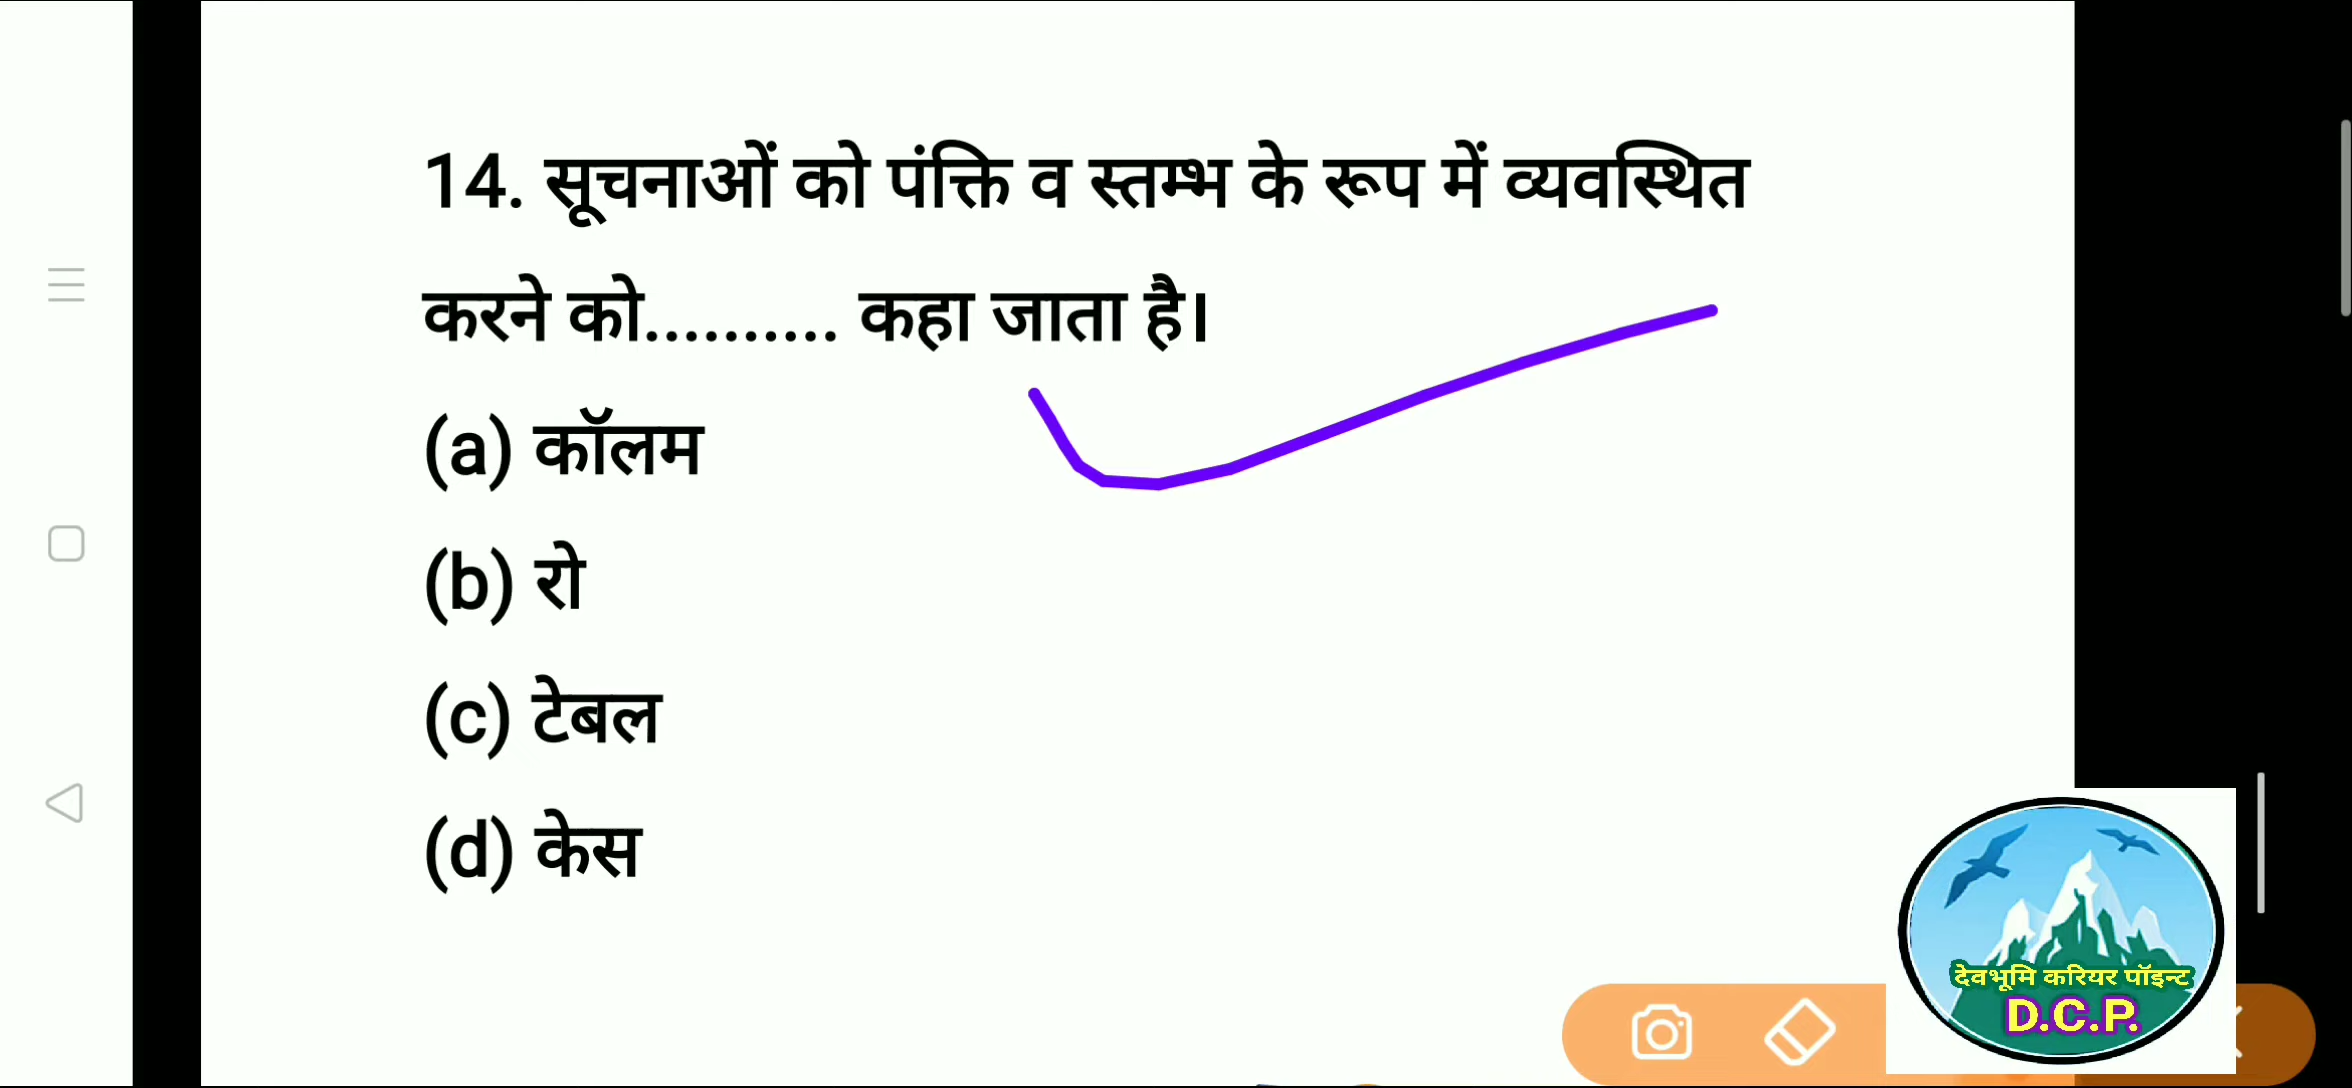 14. सूचनाओं को पंक्ति व स्तम्भ के रूप में व्यवस्थित
करने को.......... कहा जाता है।
(a) कॉलम
(b) रो
(c) टेबल
(d) केस
देवभूमि करियर पॉइन्ट
D.C.P.